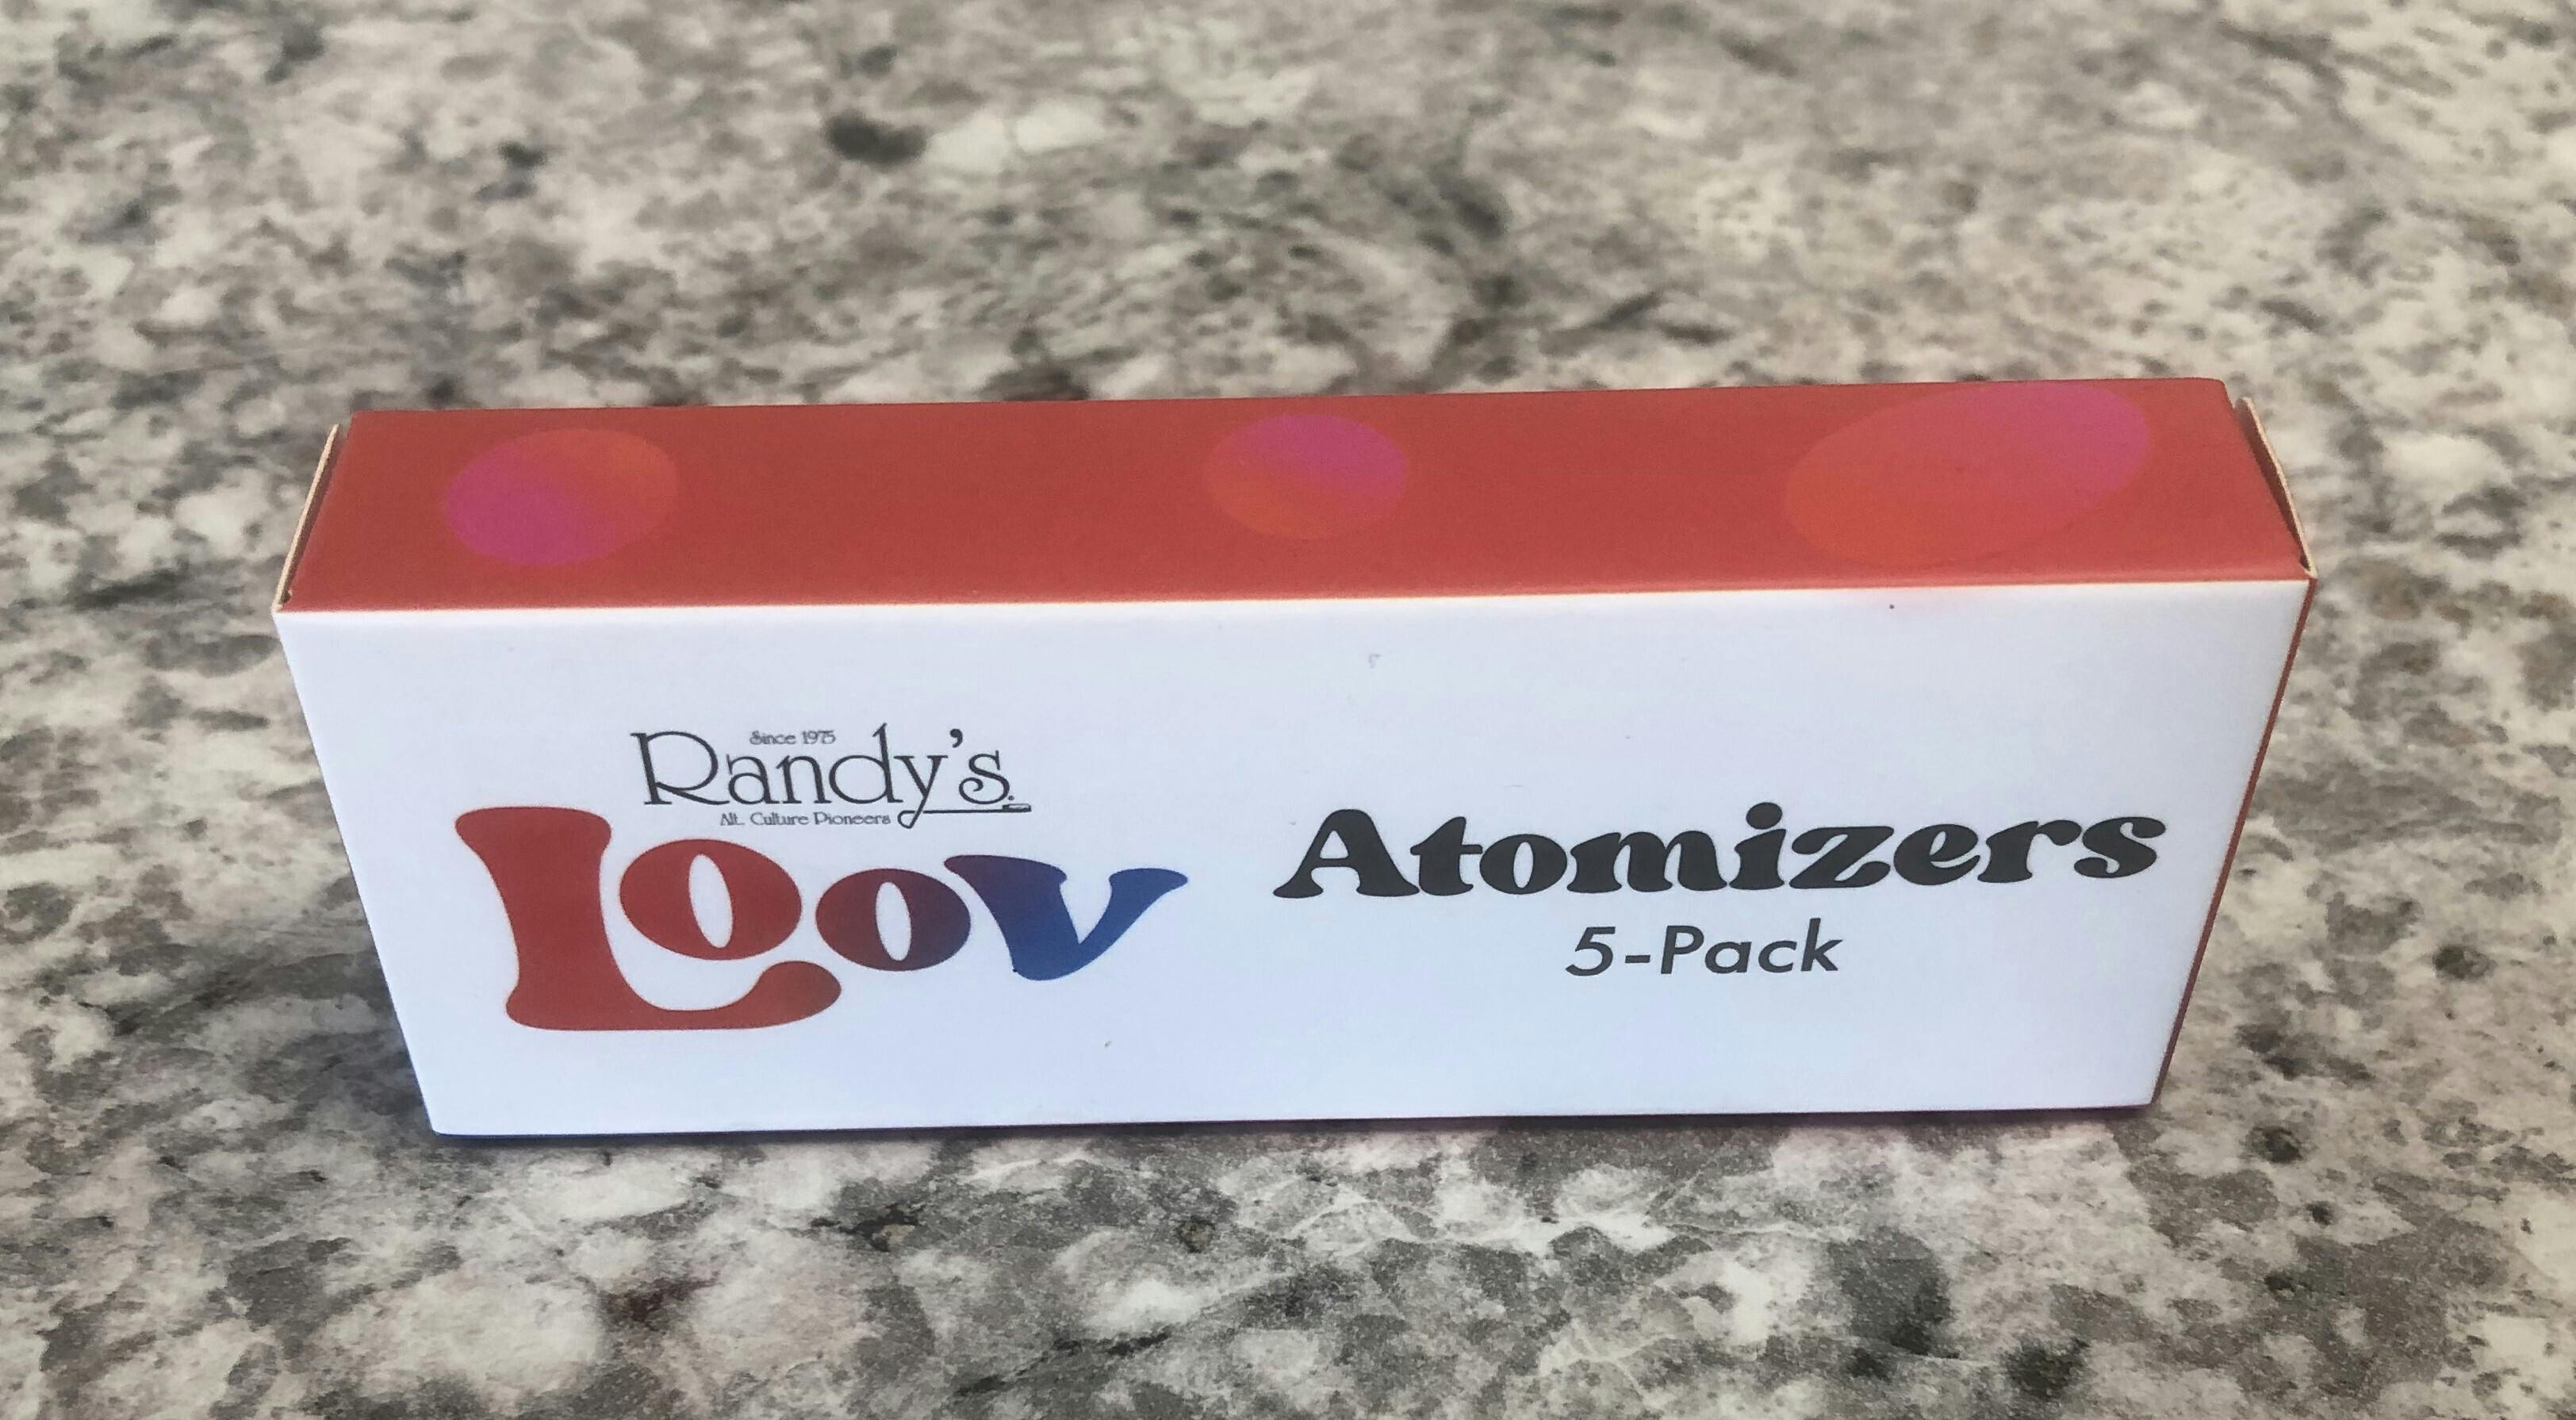 Since 1975
Randy's
Alt. Culture Pioneers
Loov
Atomizers
5-Pack